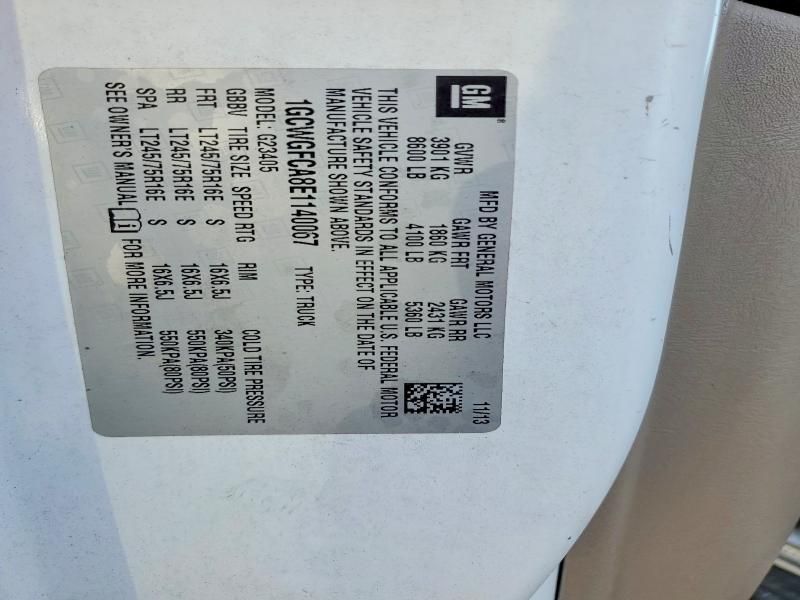 GM
MFD BY GENERAL MOTORS LLC 11/13
GVWR GAWR FRT GAWR RR
3901 KG 1860 KG 2431 KG
8600 LB 4100 LB 5360 LB
THIS VEHICLE CONFORMS TO ALL APPLICABLE U.S. FEDERAL MOTOR
VEHICLE SAFETY STANDARDS IN EFFECT ON THE DATE OF
MANUFACTURE SHOWN ABOVE.
1GCWGFCA8E1140067 TYPE: TRUCK
MODEL: G23405
GBBV TIRE SIZE SPEED RTG RIM COLD TIRE PRESSURE
FRT LT245/75R16E S 16X6.5J 340KPA(50PSI)
RR LT245/75R16E S 16X6.5J 550KPA(80PSI)
SPA LT245/75R16E S 16X6.5J 550KPA(80PSI)
SEE OWNER'S MANUAL FOR MORE INFORMATION.